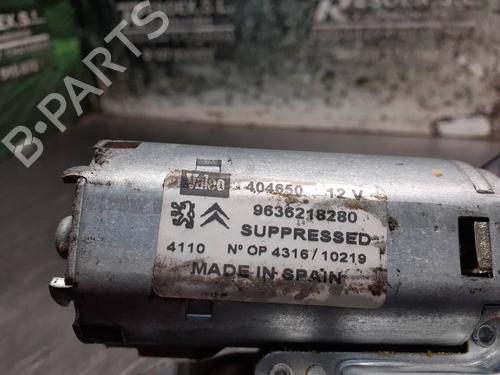 B-PARTS
Valeo 404650 12 V
9636218280
SUPPRESSED
4110 Nº OP 4316/10219
MADE IN SPAIN